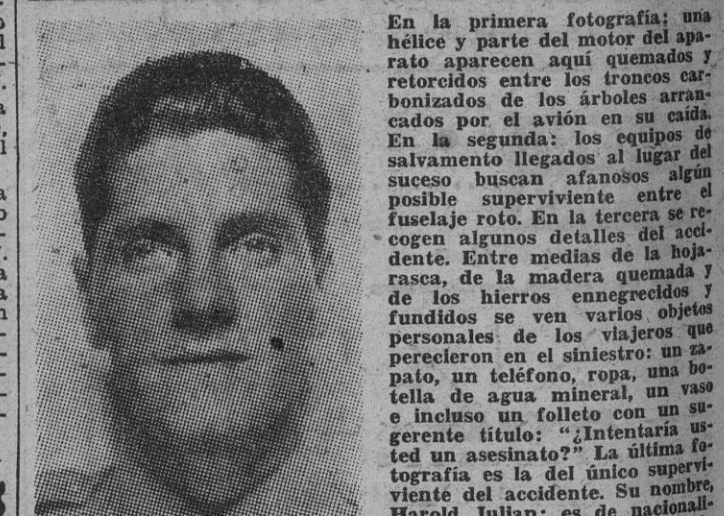 En la primera fotografía: una
hélice y parte del motor del apa-
rato aparecen aquí quemados y
retorcidos entre los troncos car-
bonizados de los árboles arran-
cados por el avión en su caída.
En la segunda: los equipos de
salvamento llegados al lugar del
suceso buscan afanosos algún
posible superviviente entre el
fuselaje roto. En la tercera se re-
cogen algunos detalles del acci-
dente. Entre medias de la hoja-
rasca, de la madera quemada y
de los hierros ennegrecidos y
fundidos se ven varios objetos
personales de los viajeros que
perecieron en el siniestro: un za-
pato, un teléfono, ropa, una bo-
tella de agua mineral, un vaso
e incluso un folleto con un su-
gerente título: "¿Intentaría us-
ted un asesinato?" La última fo-
tografía es la del único supervi-
viente del accidente. Su nombre,
Harold Julian; es de nacionali-